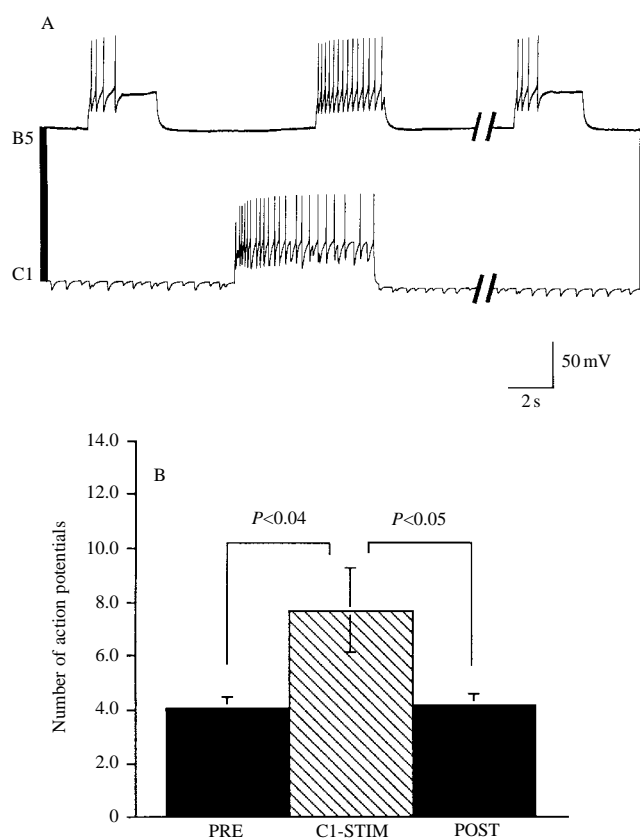 A
B5
C1
50 mV
2 s
14.0
B
12.0
P<0.04
P<0.05
10.0
8.0
6.0
4.0
2.0
0
Number of action potentials
PRE
C1-STIM
POST